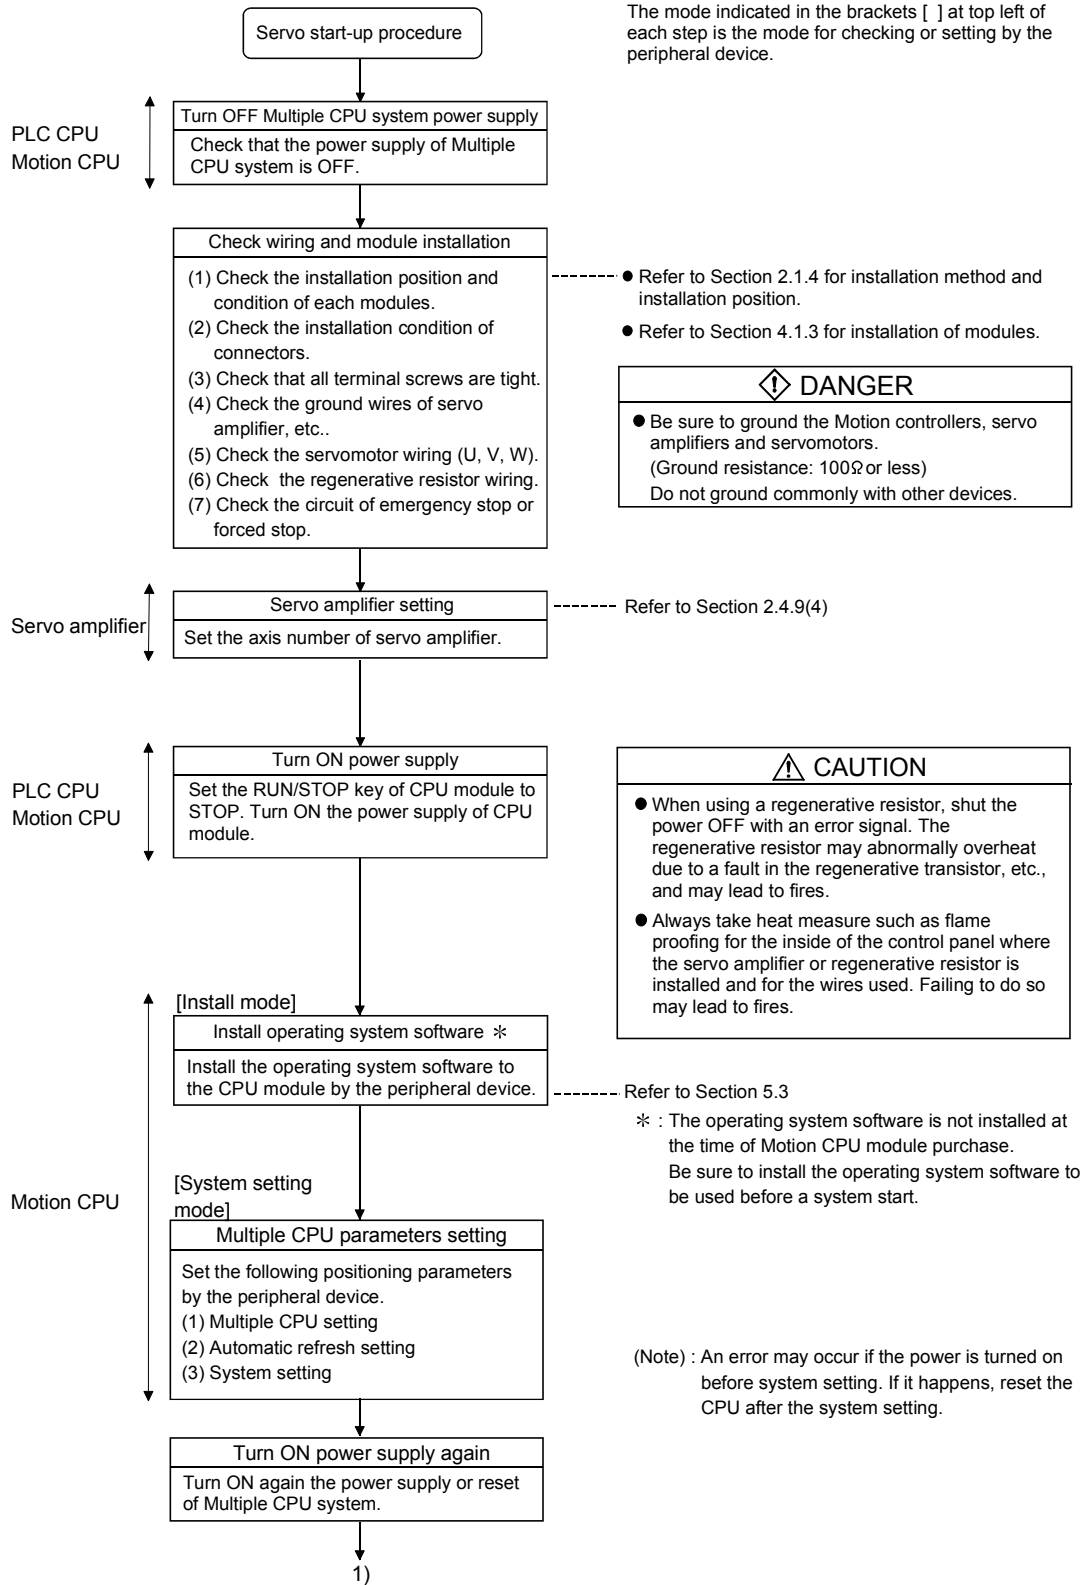 The mode indicated in the brackets [ ] at top left of
each step is the mode for checking or setting by the
peripheral device.
Servo start-up procedure
PLC CPU
Motion CPU
Turn OFF Multiple CPU system power supply
Check that the power supply of Multiple
CPU system is OFF.
Check wiring and module installation
(1) Check the installation position and
condition of each modules.
(2) Check the installation condition of
connectors.
(3) Check that all terminal screws are tight.
(4) Check the ground wires of servo
amplifier, etc..
(5) Check the servomotor wiring (U, V, W).
(6) Check the regenerative resistor wiring.
(7) Check the circuit of emergency stop or
forced stop.
● Refer to Section 2.1.4 for installation method and
installation position.
● Refer to Section 4.1.3 for installation of modules.
DANGER
● Be sure to ground the Motion controllers, servo
amplifiers and servomotors.
(Ground resistance: 100Ω or less)
Do not ground commonly with other devices.
Servo amplifier
Servo amplifier setting
Set the axis number of servo amplifier.
Refer to Section 2.4.9(4)
PLC CPU
Motion CPU
Turn ON power supply
Set the RUN/STOP key of CPU module to
STOP. Turn ON the power supply of CPU
module.
CAUTION
● When using a regenerative resistor, shut the
power OFF with an error signal. The
regenerative resistor may abnormally overheat
due to a fault in the regenerative transistor, etc.,
and may lead to fires.
● Always take heat measure such as flame
proofing for the inside of the control panel where
the servo amplifier or regenerative resistor is
installed and for the wires used. Failing to do so
may lead to fires.
Motion CPU
[Install mode]
Install operating system software ＊
Install the operating system software to
the CPU module by the peripheral device.
Refer to Section 5.3
＊ : The operating system software is not installed at
the time of Motion CPU module purchase.
Be sure to install the operating system software to
be used before a system start.
[System setting
mode]
Multiple CPU parameters setting
Set the following positioning parameters
by the peripheral device.
(1) Multiple CPU setting
(2) Automatic refresh setting
(3) System setting
(Note) : An error may occur if the power is turned on
before system setting. If it happens, reset the
CPU after the system setting.
Turn ON power supply again
Turn ON again the power supply or reset
of Multiple CPU system.
1)